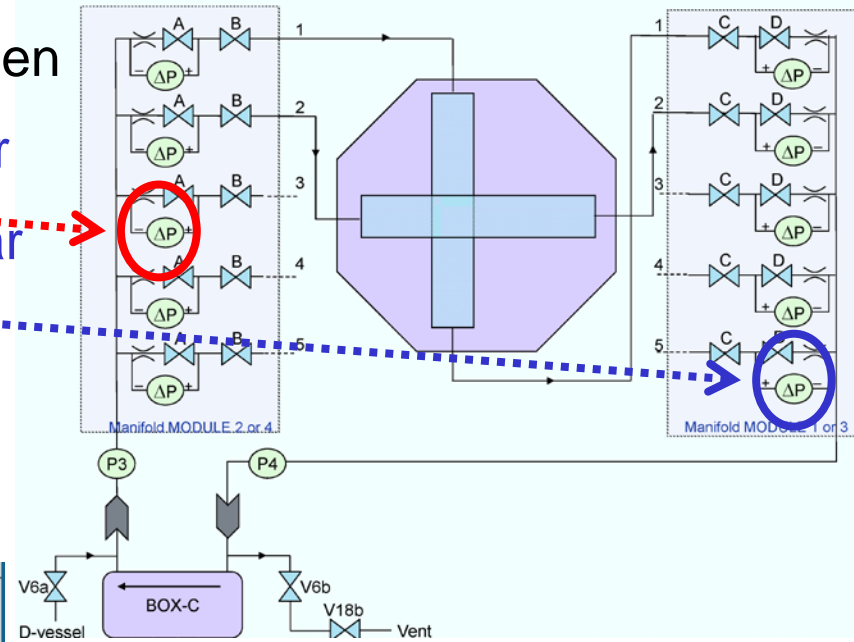 en
r
ar
A B
1
ΔP
A B
2
ΔP
A B
3
ΔP
A B
4
ΔP
A B
5
ΔP
Manifold MODULE 2 or 4
1
C D
ΔP
2
C D
ΔP
3
C D
ΔP
4
C D
ΔP
5
C D
ΔP
Manifold MODULE 1 or 3
P3
P4
V6a
BOX-C
V6b
V18b
D-vessel
Vent